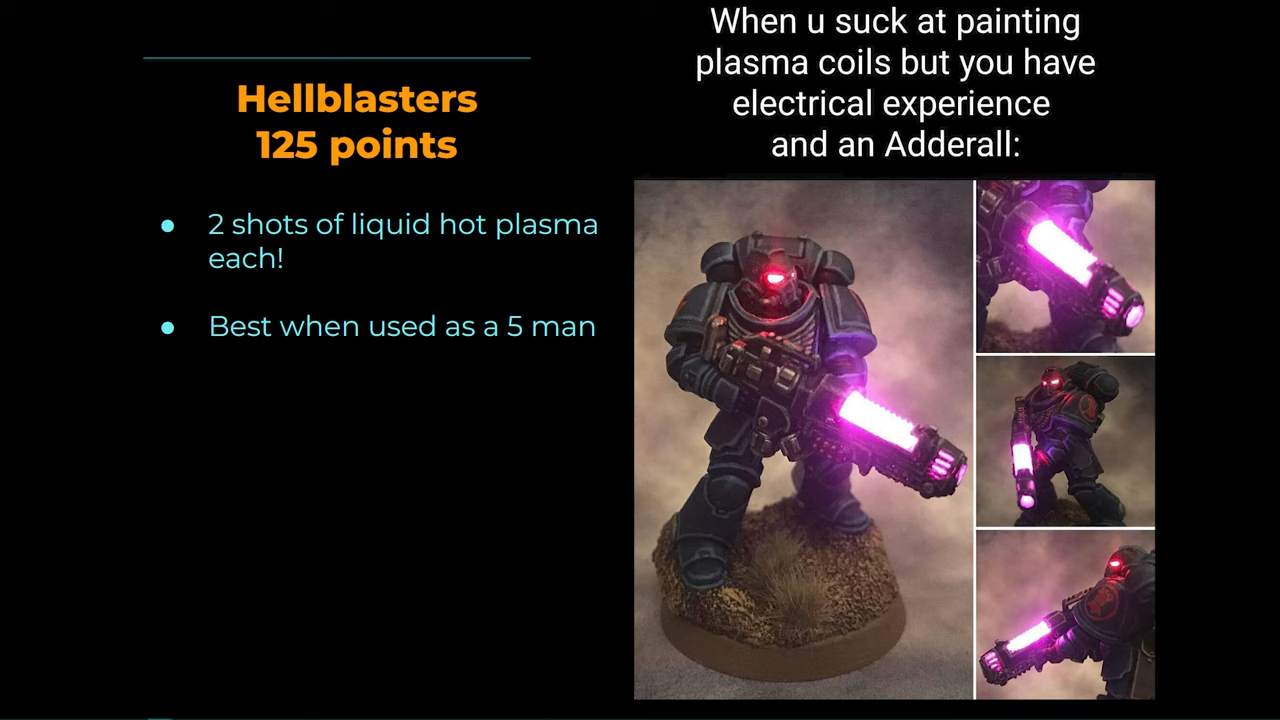 Hellblasters
125 points
● 2 shots of liquid hot plasma
each!
● Best when used as a 5 man
When u suck at painting
plasma coils but you have
electrical experience
and an Adderall: